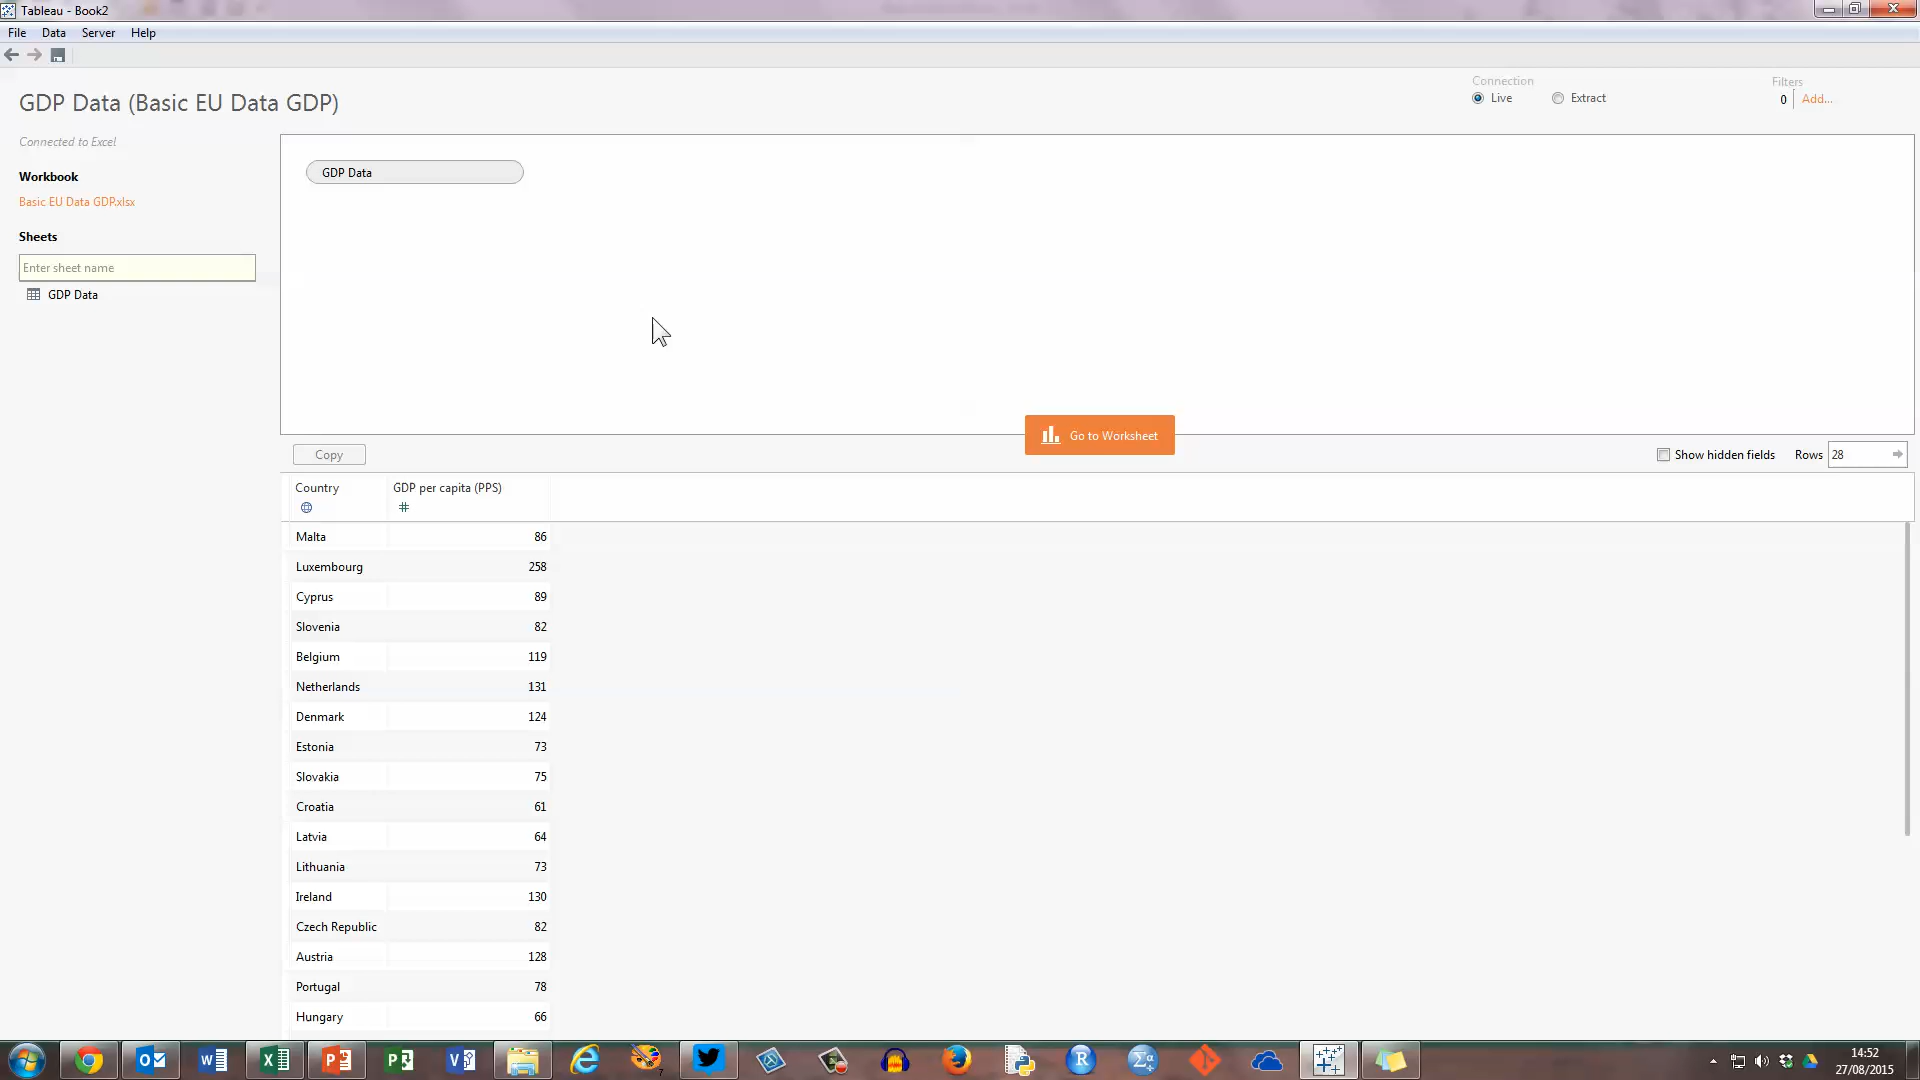 Tableau - Book2
File Data Server Help
GDP Data (Basic EU Data GDP)
Connection
Live Extract
Filters
0 Add...
Connected to Excel
Workbook
Basic EU Data GDP.xlsx
Sheets
Enter sheet name
GDP Data
GDP Data
Go to Worksheet
Copy
Show hidden fields Rows 28
Country GDP per capita (PPS)
Malta 86
Luxembourg 258
Cyprus 89
Slovenia 82
Belgium 119
Netherlands 131
Denmark 124
Estonia 73
Slovakia 75
Croatia 61
Latvia 64
Lithuania 73
Ireland 130
Czech Republic 82
Austria 128
Portugal 78
Hungary 66
14:52
27/08/2015